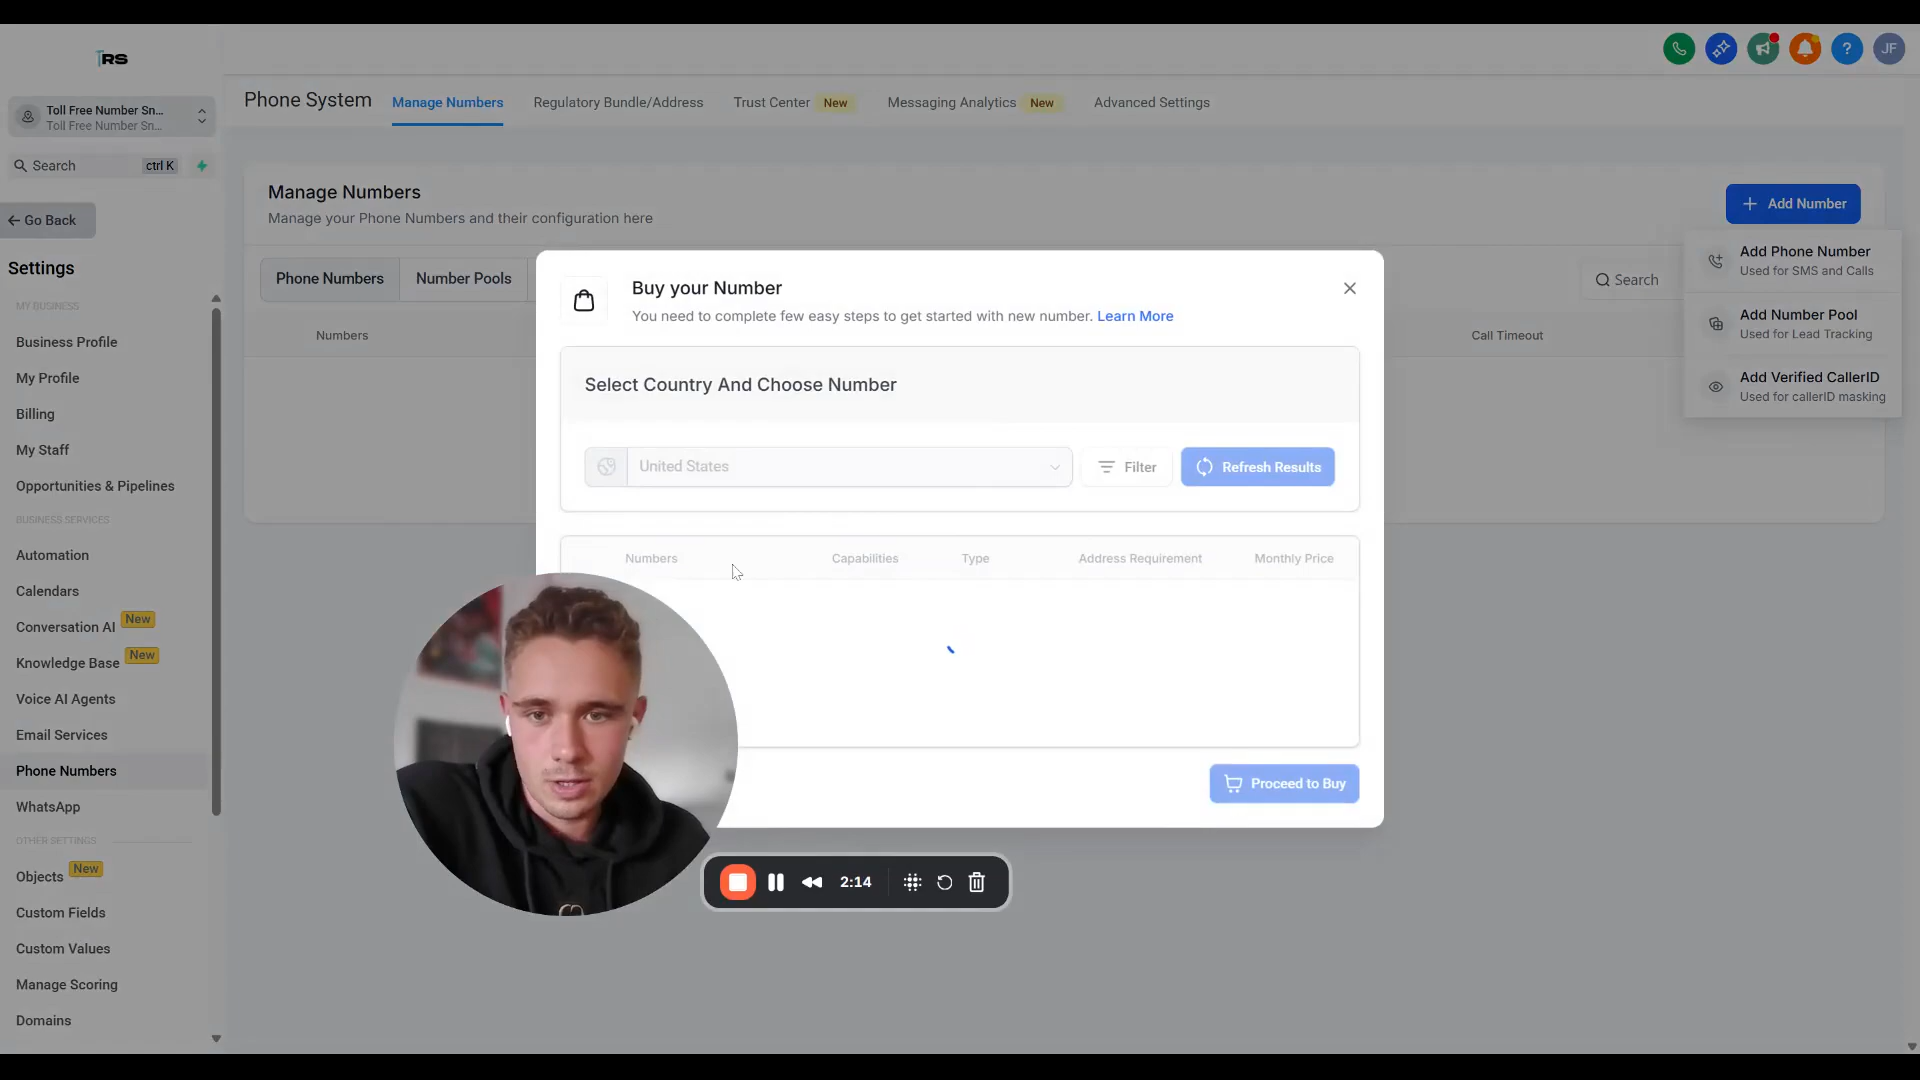 TRS
JF
Toll Free Number Sn...
Toll Free Number Sn...
Search
ctrl K
Go Back
Settings
MY BUSINESS
Business Profile
My Profile
Billing
My Staff
Opportunities & Pipelines
BUSINESS SERVICES
Automation
Calendars
Conversation AI New
Knowledge Base New
Voice AI Agents
Email Services
Phone Numbers
WhatsApp
OTHER SETTINGS
Objects New
Custom Fields
Custom Values
Manage Scoring
Domains
Phone System
Manage Numbers
Regulatory Bundle/Address
Trust Center New
Messaging Analytics New
Advanced Settings
Manage Numbers
Manage your Phone Numbers and their configuration here
Add Number
Phone Numbers
Number Pools
Search
Numbers
Call Timeout
Add Phone Number
Used for SMS and Calls
Add Number Pool
Used for Lead Tracking
Add Verified CallerID
Used for callerID masking
Buy your Number
You need to complete few easy steps to get started with new number. Learn More
Select Country And Choose Number
United States
Filter
Refresh Results
Numbers
Capabilities
Type
Address Requirement
Monthly Price
Proceed to Buy
2:14